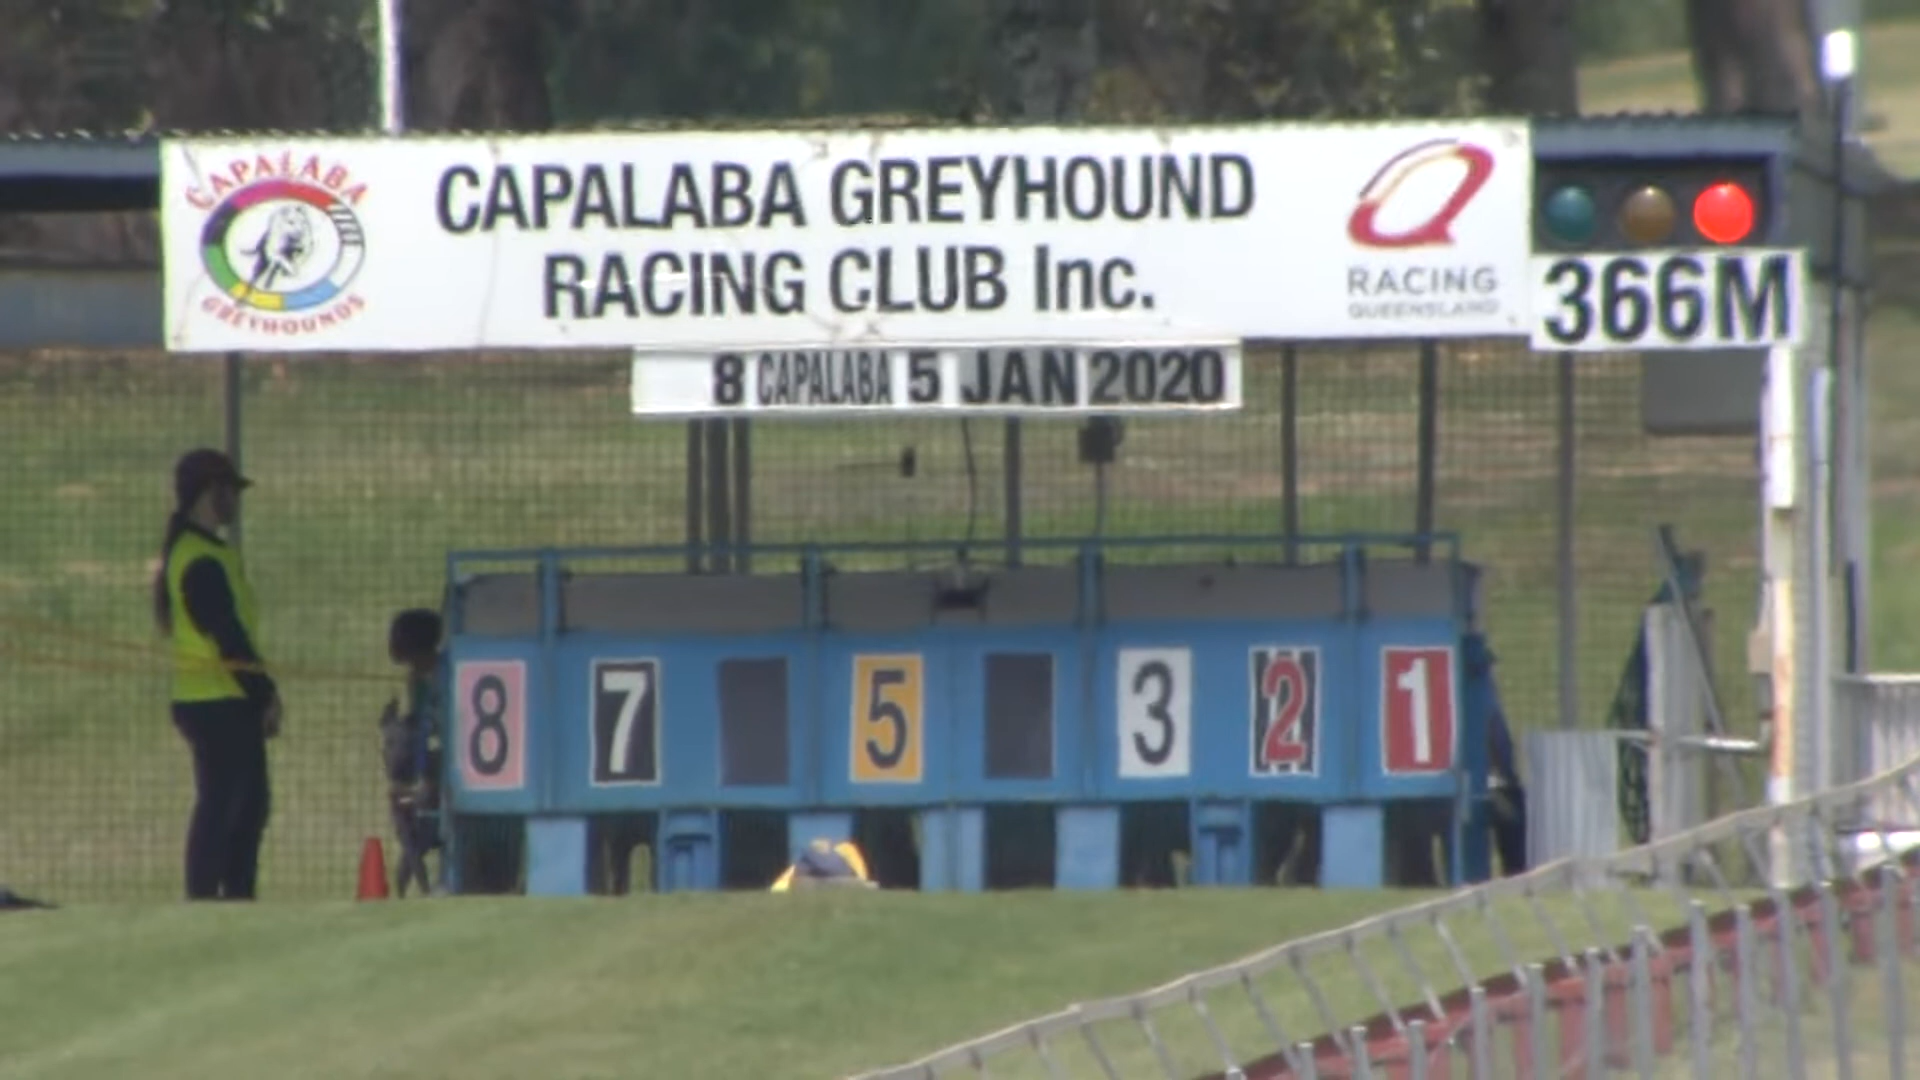 CAPALABA
GREYHOUNDS
CAPALABA GREYHOUND
RACING CLUB Inc.
RACING
QUEENSLAND
366M
8 CAPALABA 5 JAN 2020
8 7 5 3 2 1